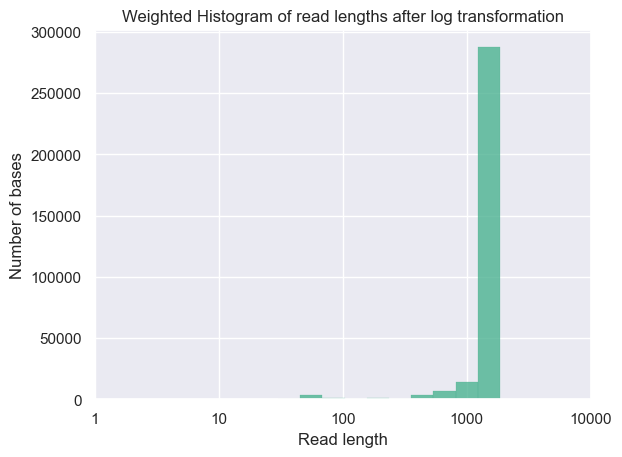 Weighted Histogram of read lengths after log transformation
300000
250000
200000
150000
100000
50000
0
Number of bases
1 10 100 1000 10000
Read length